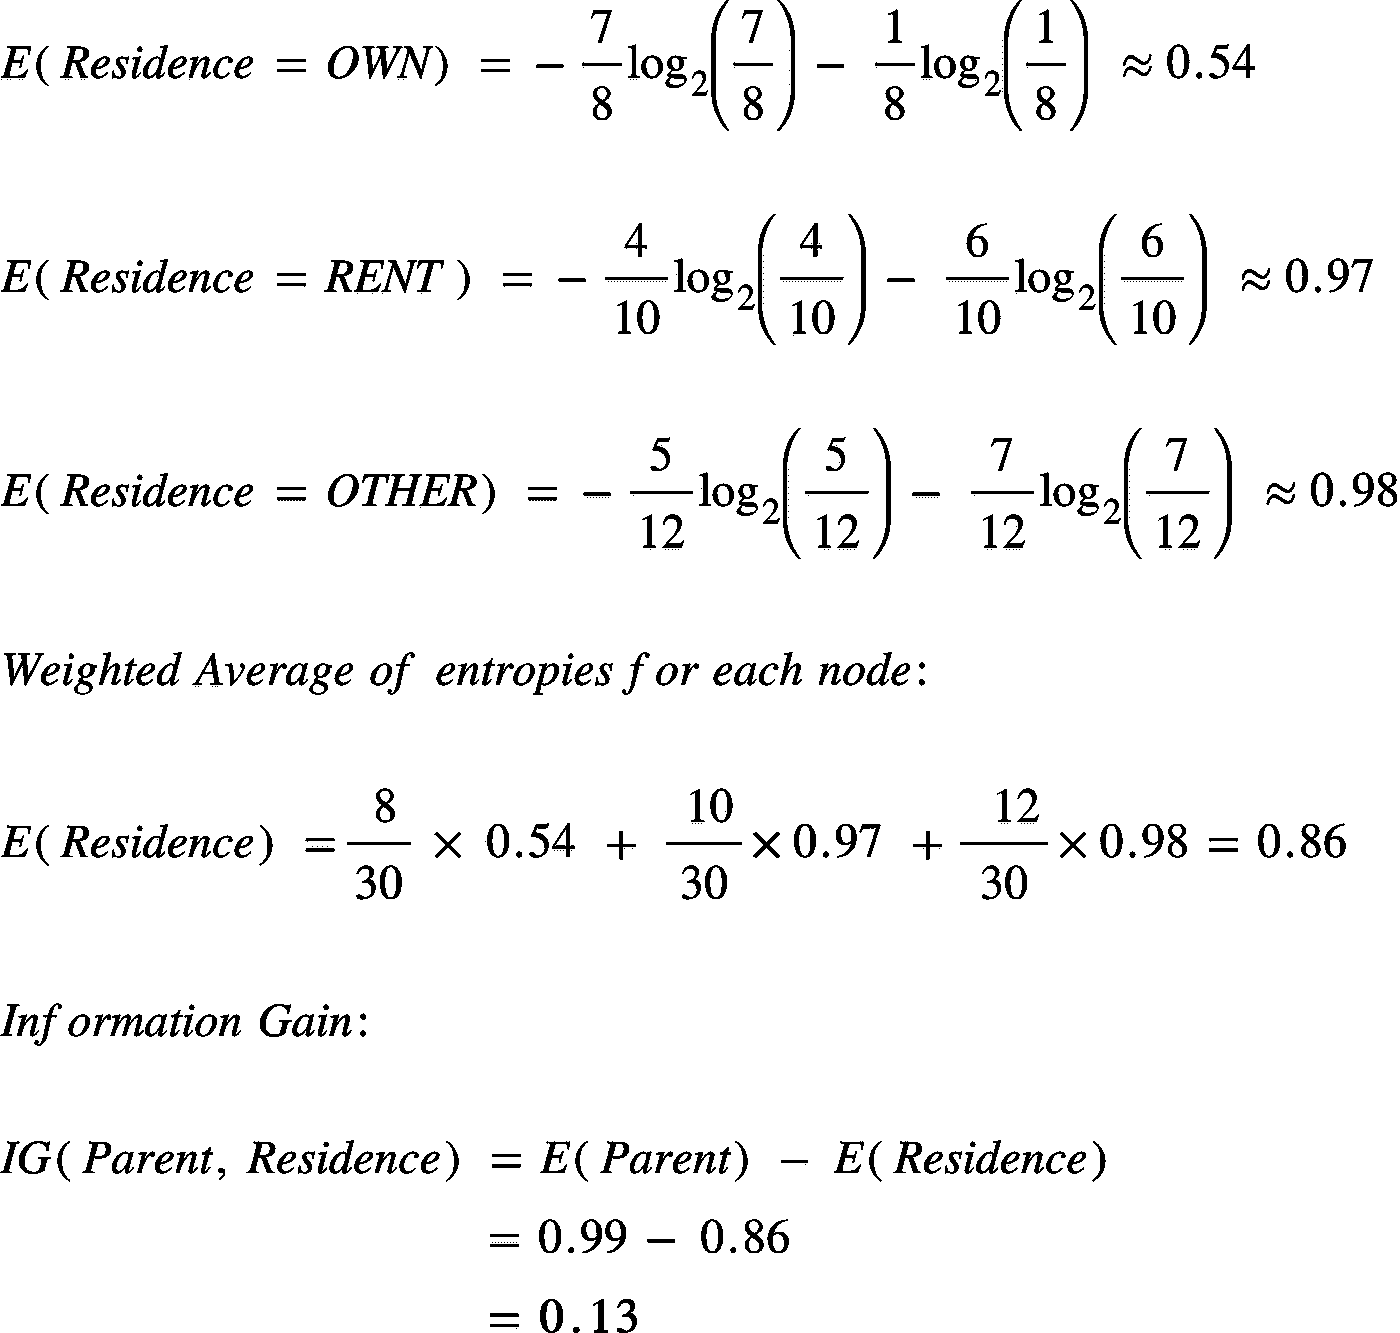 E(Residence = OWN) = − 7/8 log₂(7/8) − 1/8 log₂(1/8) ≈ 0.54
E(Residence = RENT) = − 4/10 log₂(4/10) − 6/10 log₂(6/10) ≈ 0.97
E(Residence = OTHER) = − 5/12 log₂(5/12) − 7/12 log₂(7/12) ≈ 0.98
Weighted Average of entropies for each node:
E(Residence) = 8/30 × 0.54 + 10/30 × 0.97 + 12/30 × 0.98 = 0.86
Information Gain:
IG(Parent, Residence) = E(Parent) − E(Residence)
= 0.99 − 0.86
= 0.13